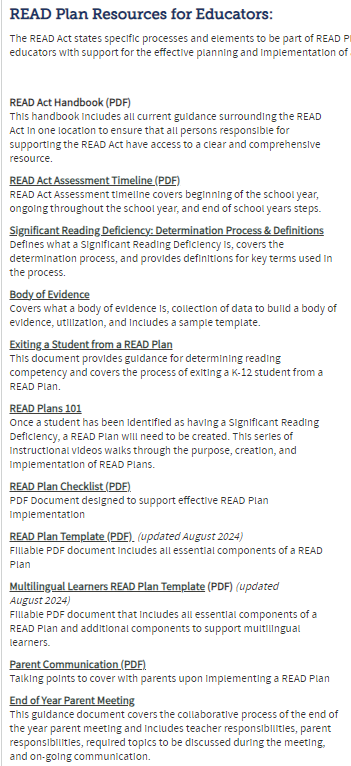 READ Plan Resources for Educators:
The READ Act states specific processes and elements to be part of READ Pl
educators with support for the effective planning and implementation of
READ Act Handbook (PDF)
This handbook includes all current guidance surrounding the READ
Act in one location to ensure that all persons responsible for
supporting the READ Act have access to a clear and comprehensive
resource.
READ Act Assessment Timeline (PDF)
READ Act Assessment timeline covers beginning of the school year,
ongoing throughout the school year, and end of school years steps.
Significant Reading Deficiency: Determination Process & Definitions
Defines what a Significant Reading Deficiency is, covers the
determination process, and provides definitions for key terms used in
the process.
Body of Evidence
Covers what a body of evidence is, collection of data to build a body of
evidence, utilization, and includes a sample template.
Exiting a Student from a READ Plan
This document provides guidance for determining reading
competency and covers the process of exiting a K-12 student from a
READ Plan.
READ Plans 101
Once a student has been identified as having a Significant Reading
Deficiency, a READ Plan will need to be created. This series of
instructional videos walks through the purpose, creation, and
implementation of READ Plans.
READ Plan Checklist (PDF)
PDF Document designed to support effective READ Plan
implementation
READ Plan Template (PDF) (updated August 2024)
Fillable PDF document includes all essential components of a READ
Plan
Multilingual Learners READ Plan Template (PDF) (updated
August 2024)
Fillable PDF document that includes all essential components of a
READ Plan and additional components to support multilingual
learners.
Parent Communication (PDF)
Talking points to cover with parents upon implementing a READ Plan
End of Year Parent Meeting
This guidance document covers the collaborative process of the end of
the year parent meeting and includes teacher responsibilities, parent
responsibilities, required topics to be discussed during the meeting,
and on-going communication.